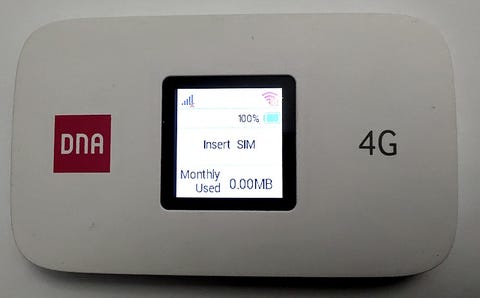 DNA
100%
Insert SIM
Monthly
Used 0.00MB
4G